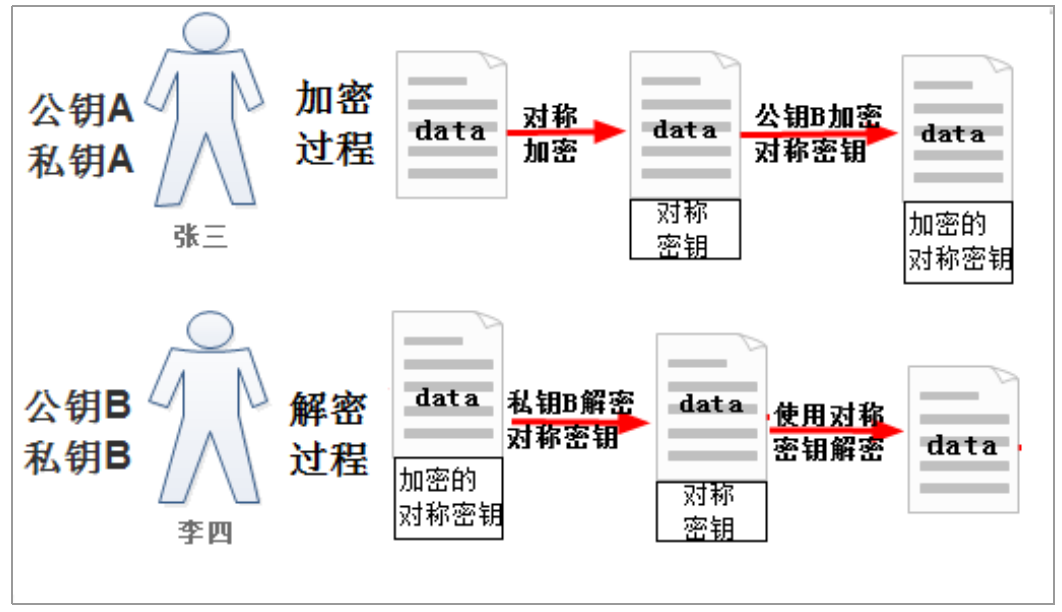 公钥A
私钥A
张三
加密
过程
data
对称
加密
data
对称
密钥
公钥B加密
对称密钥
data
加密的
对称密钥
公钥B
私钥B
李四
解密
过程
data
加密的
对称密钥
私钥B解密
对称密钥
data
对称
密钥
使用对称
密钥解密
data